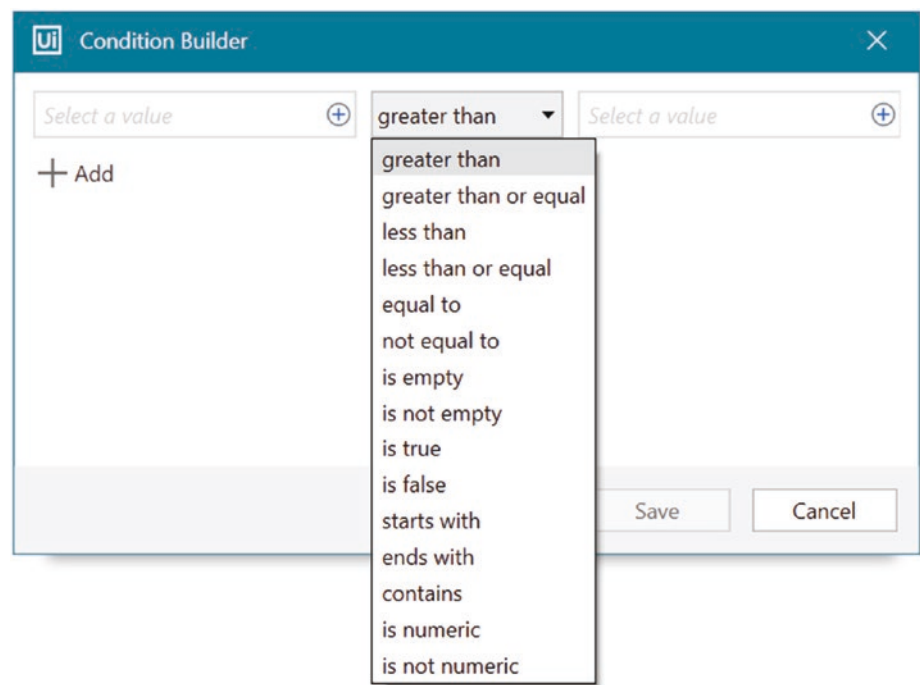 Ui Condition Builder
Select a value greater than Select a value
Add
greater than
greater than or equal
less than
less than or equal
equal to
not equal to
is empty
is not empty
is true
is false
starts with
ends with
contains
is numeric
is not numeric
Save Cancel